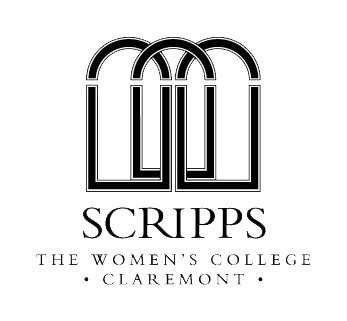 SCRIPPS
THE WOMEN'S COLLEGE
• CLAREMONT •